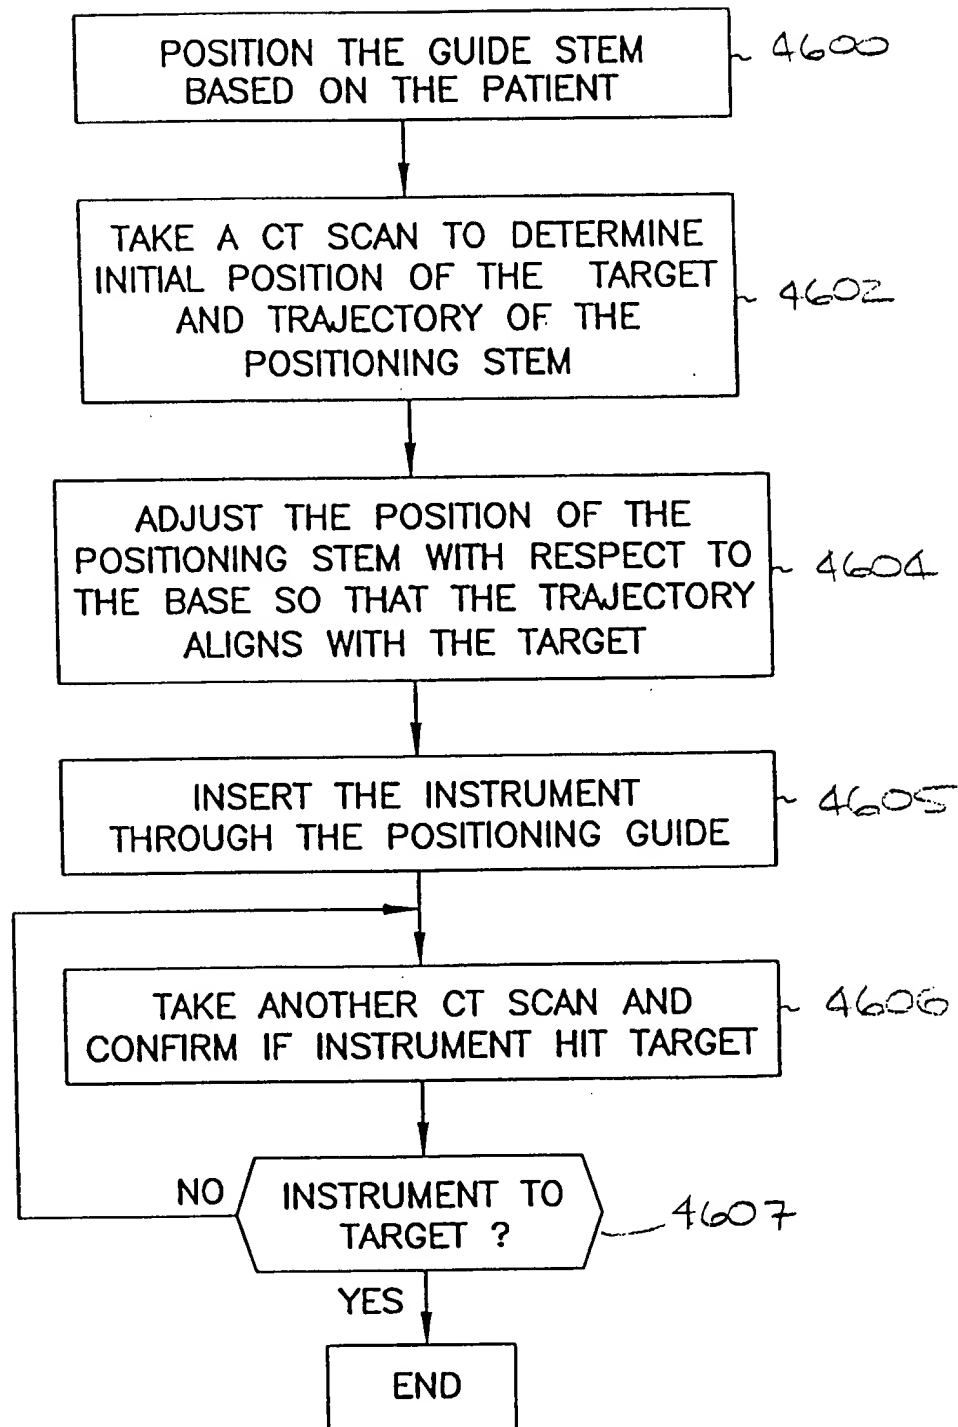 POSITION THE GUIDE STEM
BASED ON THE PATIENT
4600
TAKE A CT SCAN TO DETERMINE
INITIAL POSITION OF THE TARGET
AND TRAJECTORY OF THE
POSITIONING STEM
4602
ADJUST THE POSITION OF THE
POSITIONING STEM WITH RESPECT TO
THE BASE SO THAT THE TRAJECTORY
ALIGNS WITH THE TARGET
4604
INSERT THE INSTRUMENT
THROUGH THE POSITIONING GUIDE
4605
TAKE ANOTHER CT SCAN AND
CONFIRM IF INSTRUMENT HIT TARGET
4606
NO
INSTRUMENT TO
TARGET ?
4607
YES
END